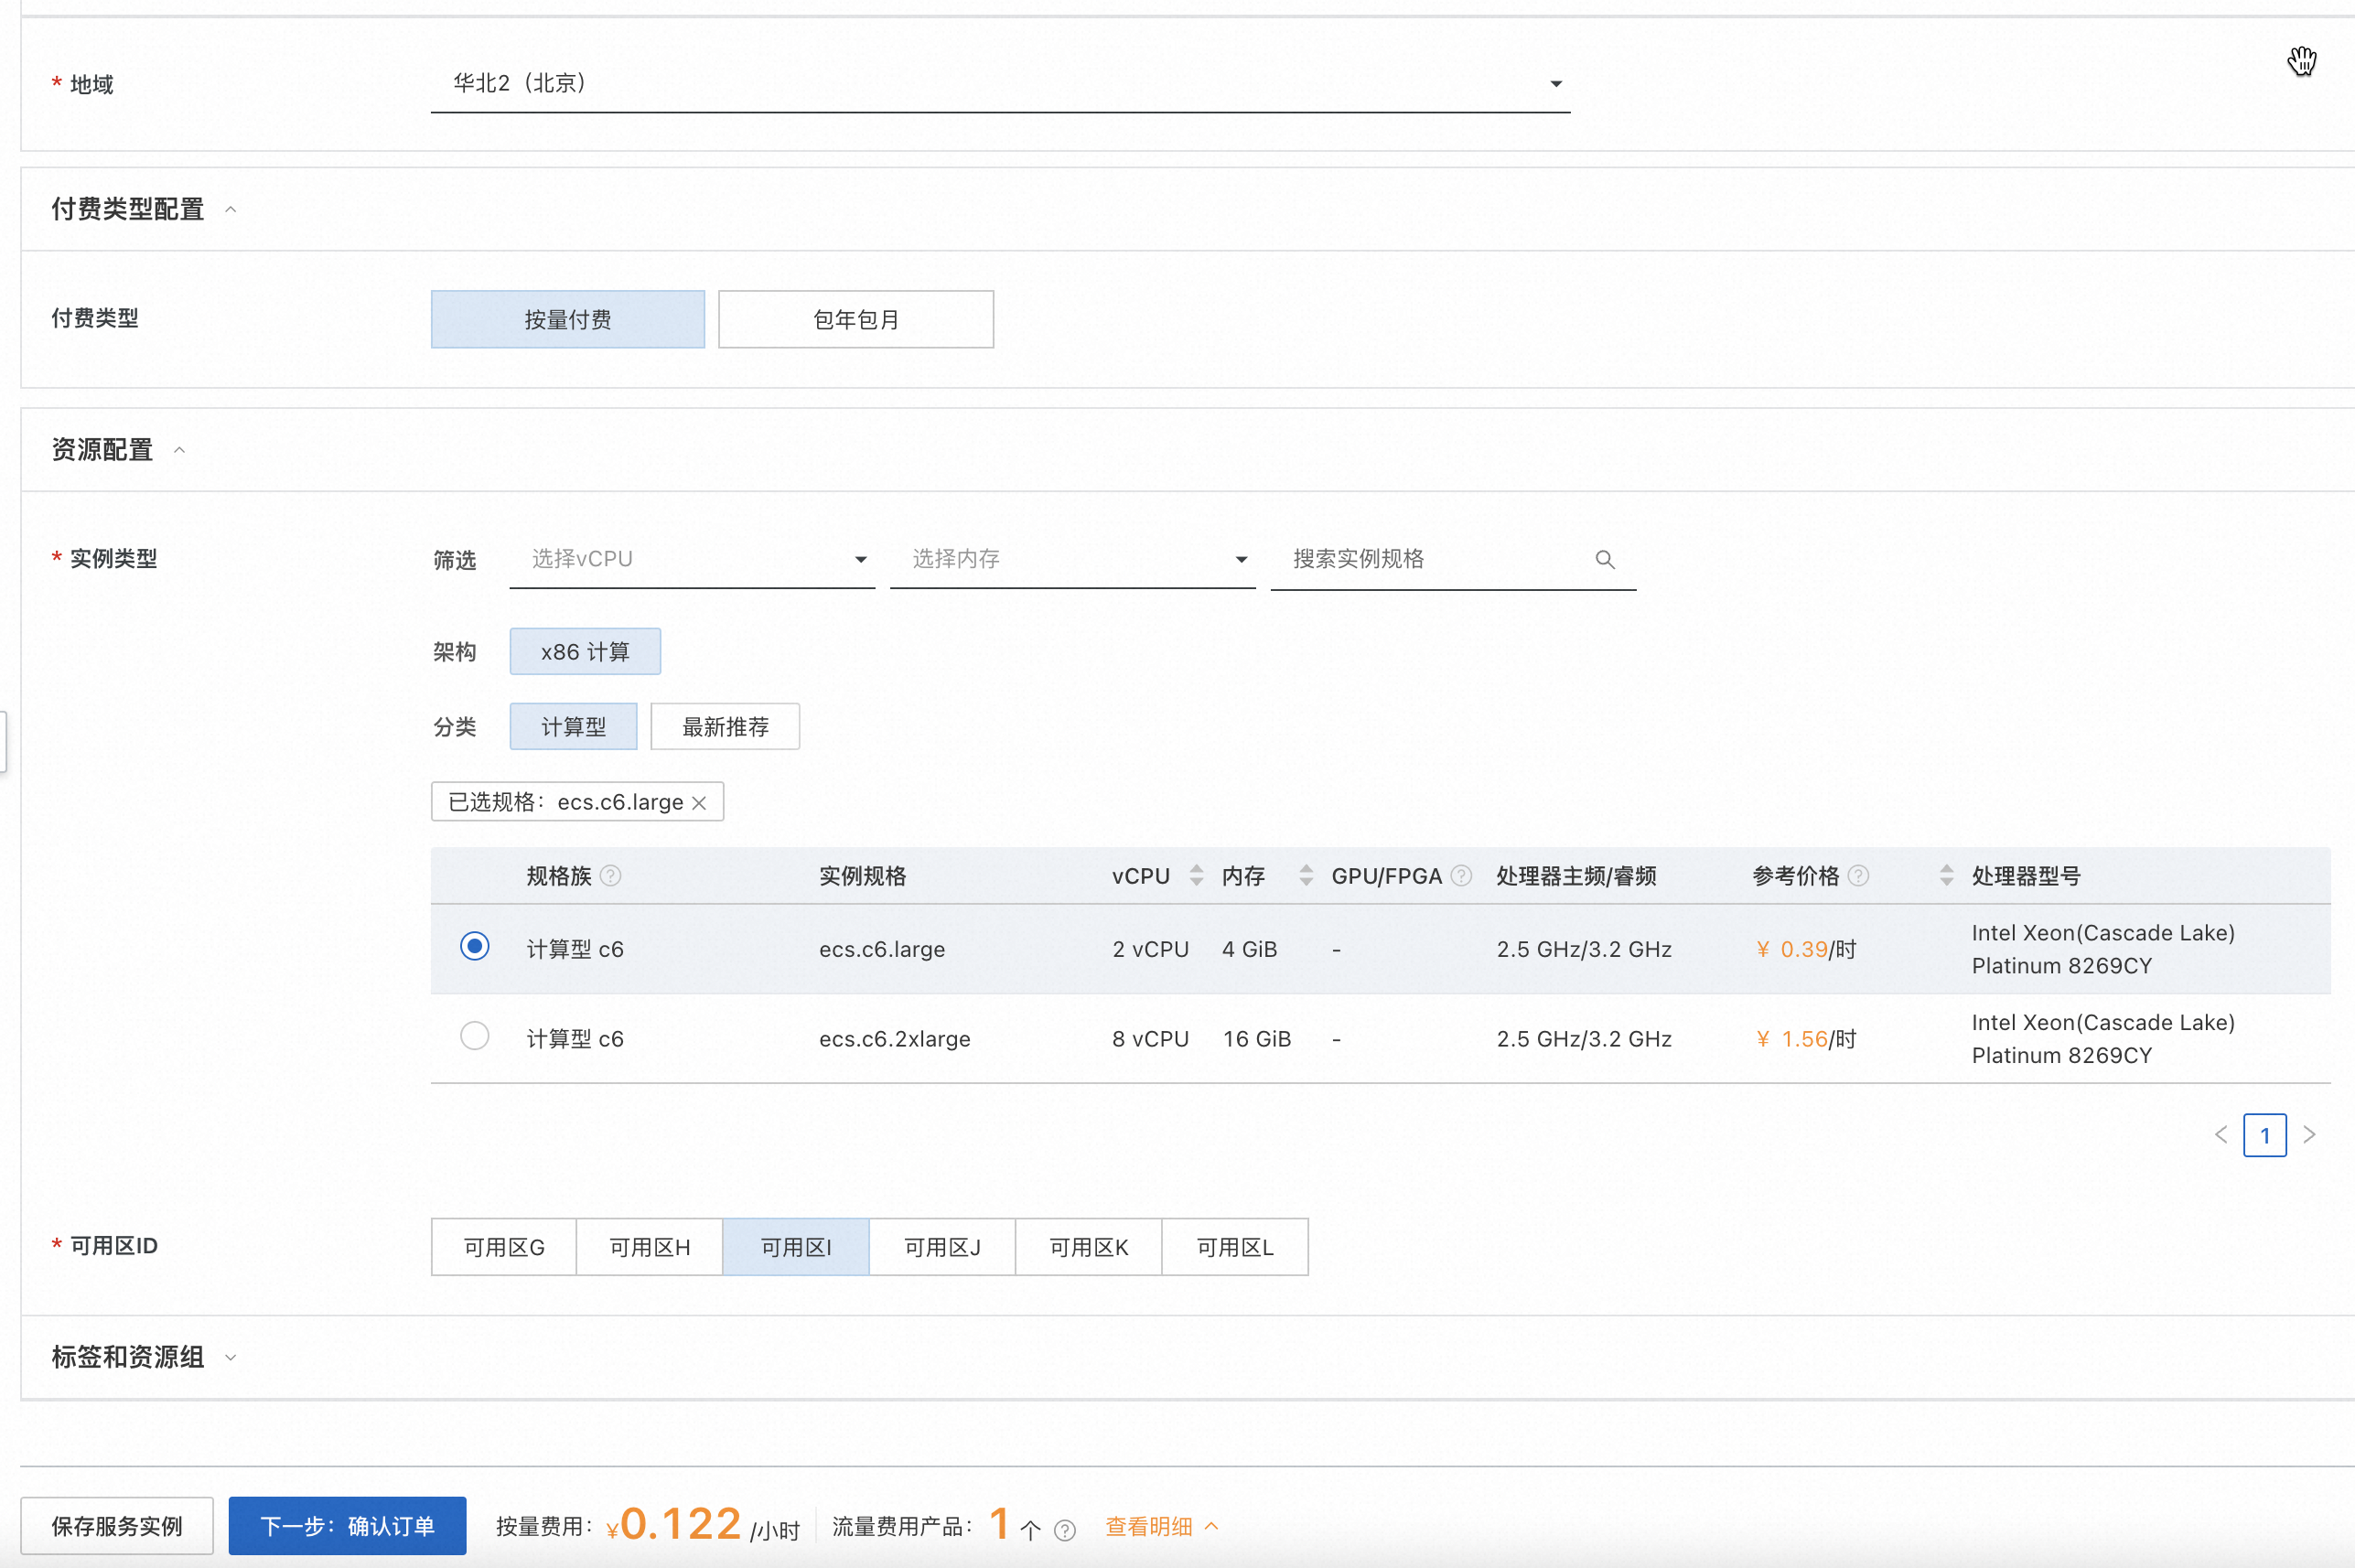 * 地域
华北2（北京）
付费类型配置
付费类型
按量付费
包年包月
资源配置
* 实例类型
筛选
选择vCPU
选择内存
搜索实例规格
架构
x86 计算
分类
计算型
最新推荐
已选规格：ecs.c6.large
规格族 实例规格 vCPU 内存 GPU/FPGA 处理器主频/睿频 参考价格 处理器型号
计算型 c6 ecs.c6.large 2 vCPU 4 GiB - 2.5 GHz/3.2 GHz ¥ 0.39/时 Intel Xeon(Cascade Lake)
Platinum 8269CY
计算型 c6 ecs.c6.2xlarge 8 vCPU 16 GiB - 2.5 GHz/3.2 GHz ¥ 1.56/时 Intel Xeon(Cascade Lake)
Platinum 8269CY
1
* 可用区ID
可用区G
可用区H
可用区I
可用区J
可用区K
可用区L
标签和资源组
保存服务实例
下一步：确认订单
按量费用：¥0.122 /小时
流量费用产品：1 个
查看明细